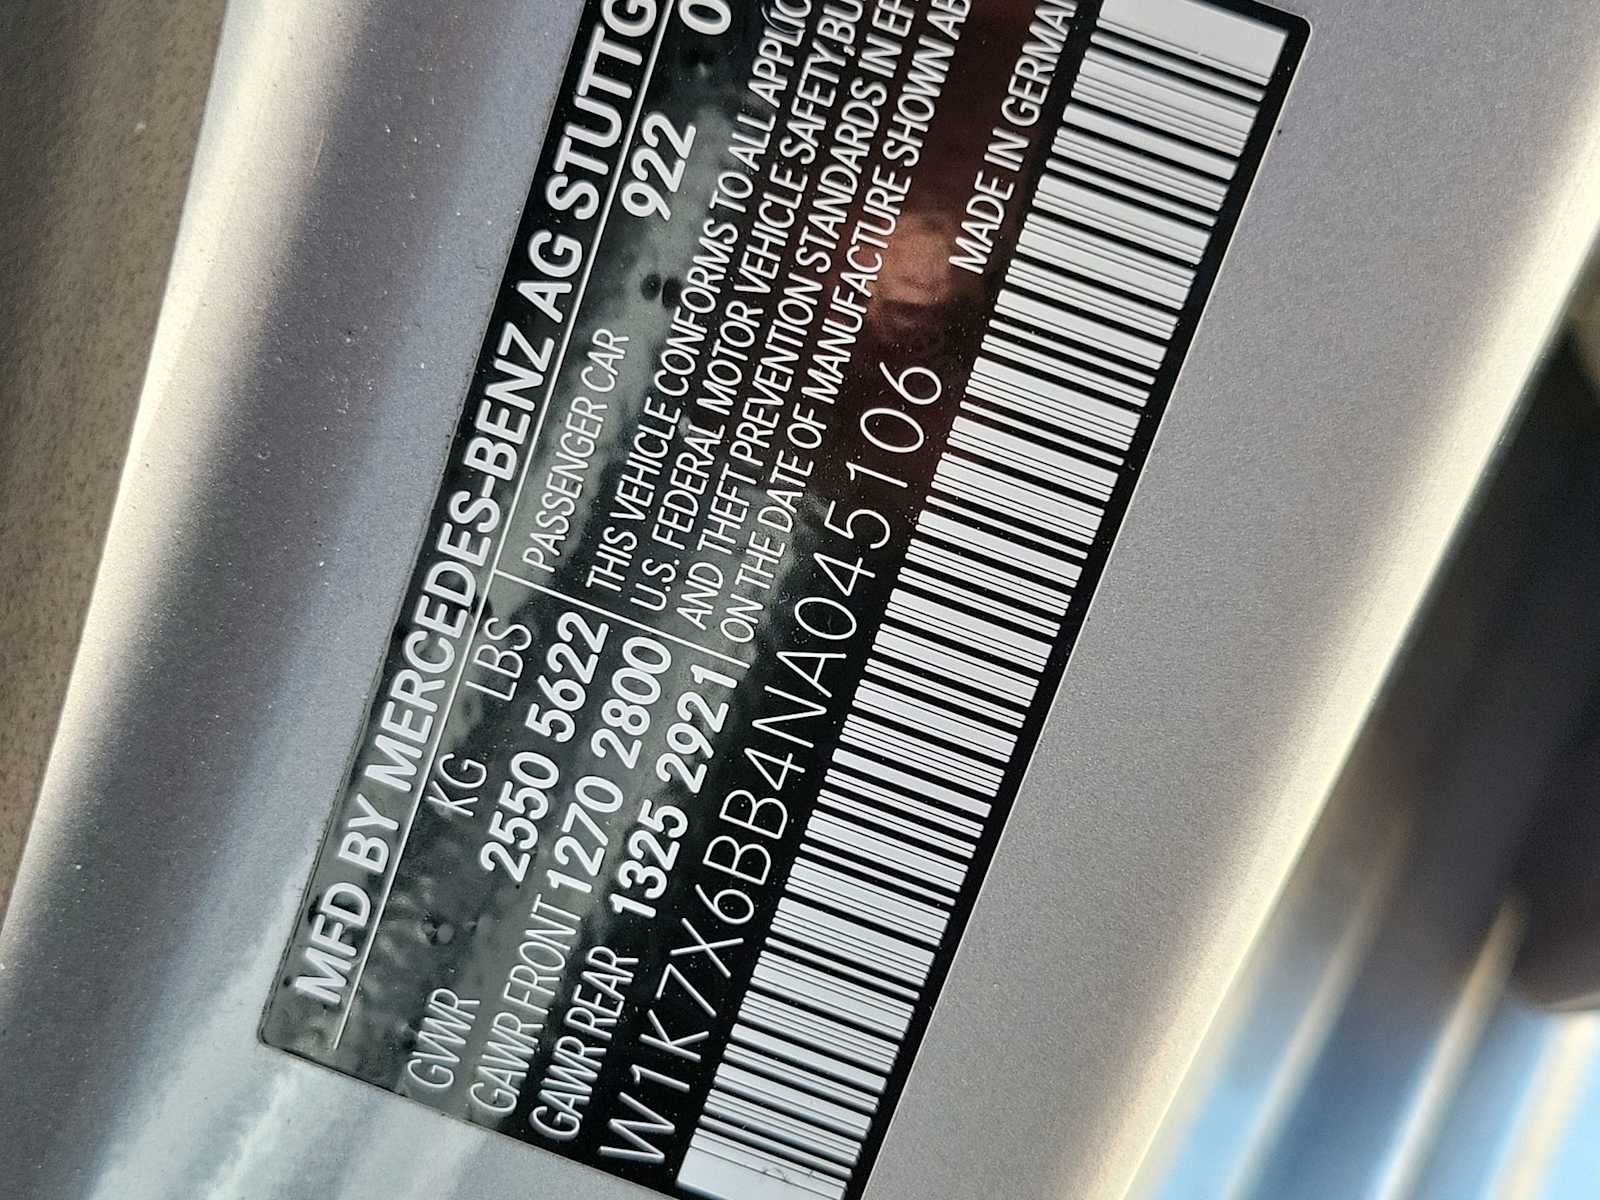 MFD BY MERCEDES-BENZ AG STUTTG
KG LBS
GVWR 2550 5622
GAWR FRONT 1270 2800
GAWR REAR 1325 2921
922 0
PASSENGER CAR
THIS VEHICLE CONFORMS TO ALL APPLIC
U.S. FEDERAL MOTOR VEHICLE SAFETY,BU
AND THEFT PREVENTION STANDARDS IN EF
ON THE DATE OF MANUFACTURE SHOWN AB
MADE IN GERMA
W1K7X6BB4NA045106